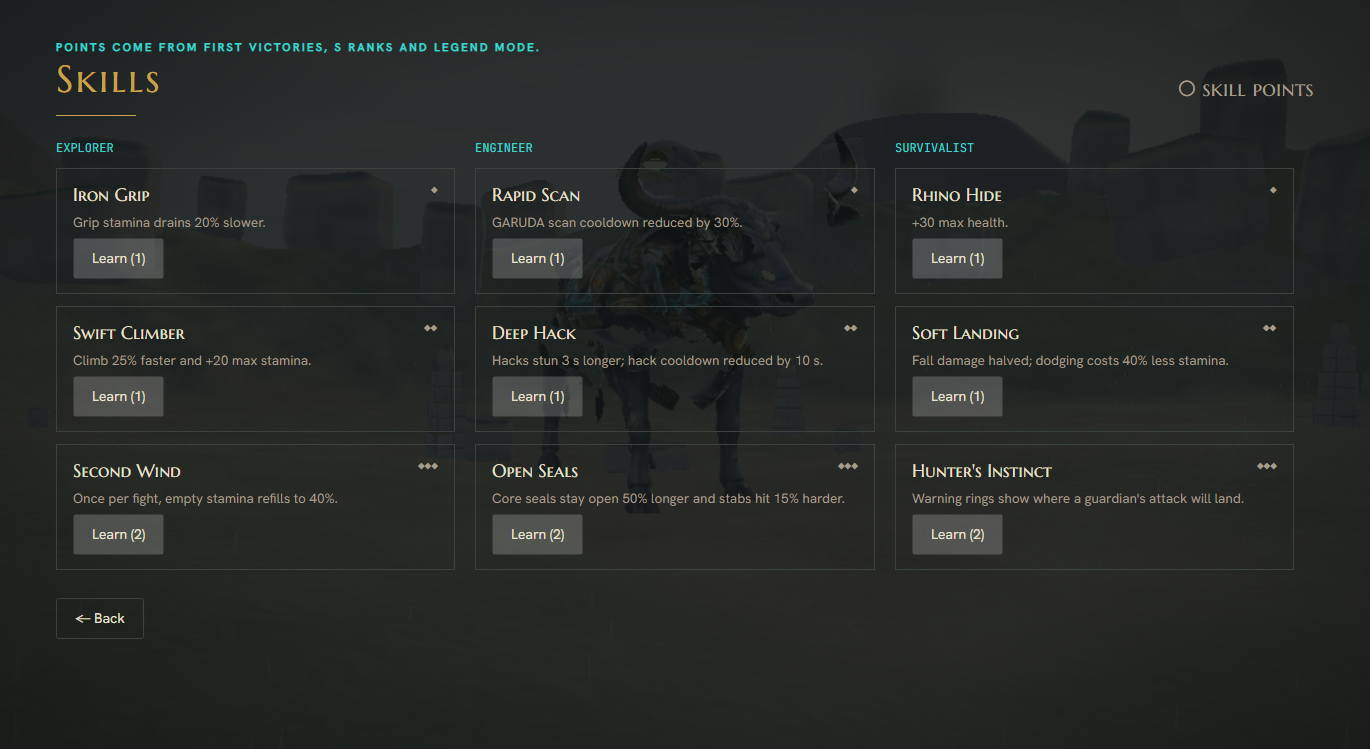 POINTS COME FROM FIRST VICTORIES, S RANKS AND LEGEND MODE.
Skills
0 SKILL POINTS
EXPLORER
Iron Grip
Grip stamina drains 20% slower.
Learn (1)
Swift Climber
Climb 25% faster and +20 max stamina.
Learn (1)
Second Wind
Once per fight, empty stamina refills to 40%.
Learn (2)
ENGINEER
Rapid Scan
GARUDA scan cooldown reduced by 30%.
Learn (1)
Deep Hack
Hacks stun 3 s longer; hack cooldown reduced by 10 s.
Learn (1)
Open Seals
Core seals stay open 50% longer and stabs hit 15% harder.
Learn (2)
SURVIVALIST
Rhino Hide
+30 max health.
Learn (1)
Soft Landing
Fall damage halved; dodging costs 40% less stamina.
Learn (1)
Hunter's Instinct
Warning rings show where a guardian's attack will land.
Learn (2)
← Back